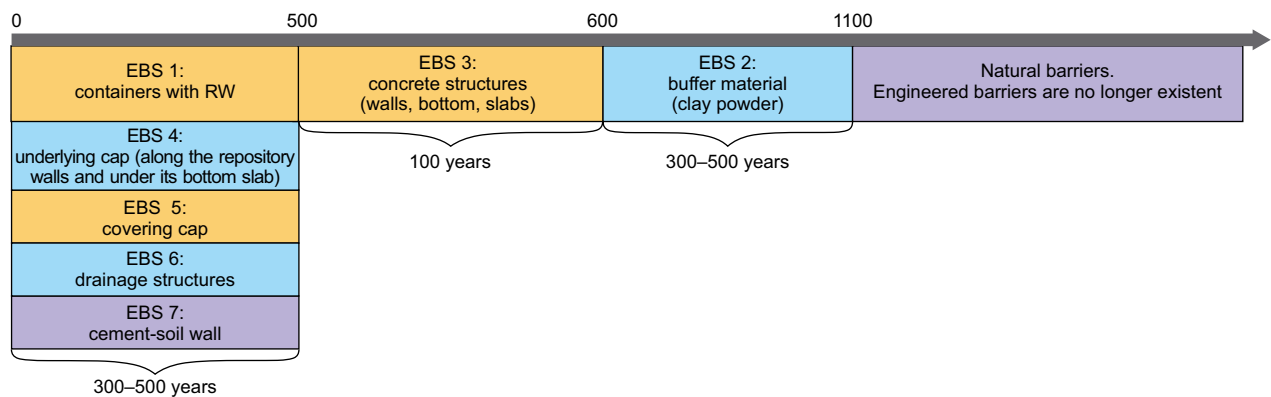 0 500 600 1100
EBS 1:
containers with RW
EBS 3:
concrete structures
(walls, bottom, slabs)
EBS 2:
buffer material
(clay powder)
Natural barriers.
Engineered barriers are no longer existent
EBS 4:
underlying cap (along the repository
walls and under its bottom slab)
100 years
300–500 years
EBS 5:
covering cap
EBS 6:
drainage structures
EBS 7:
cement-soil wall
300–500 years